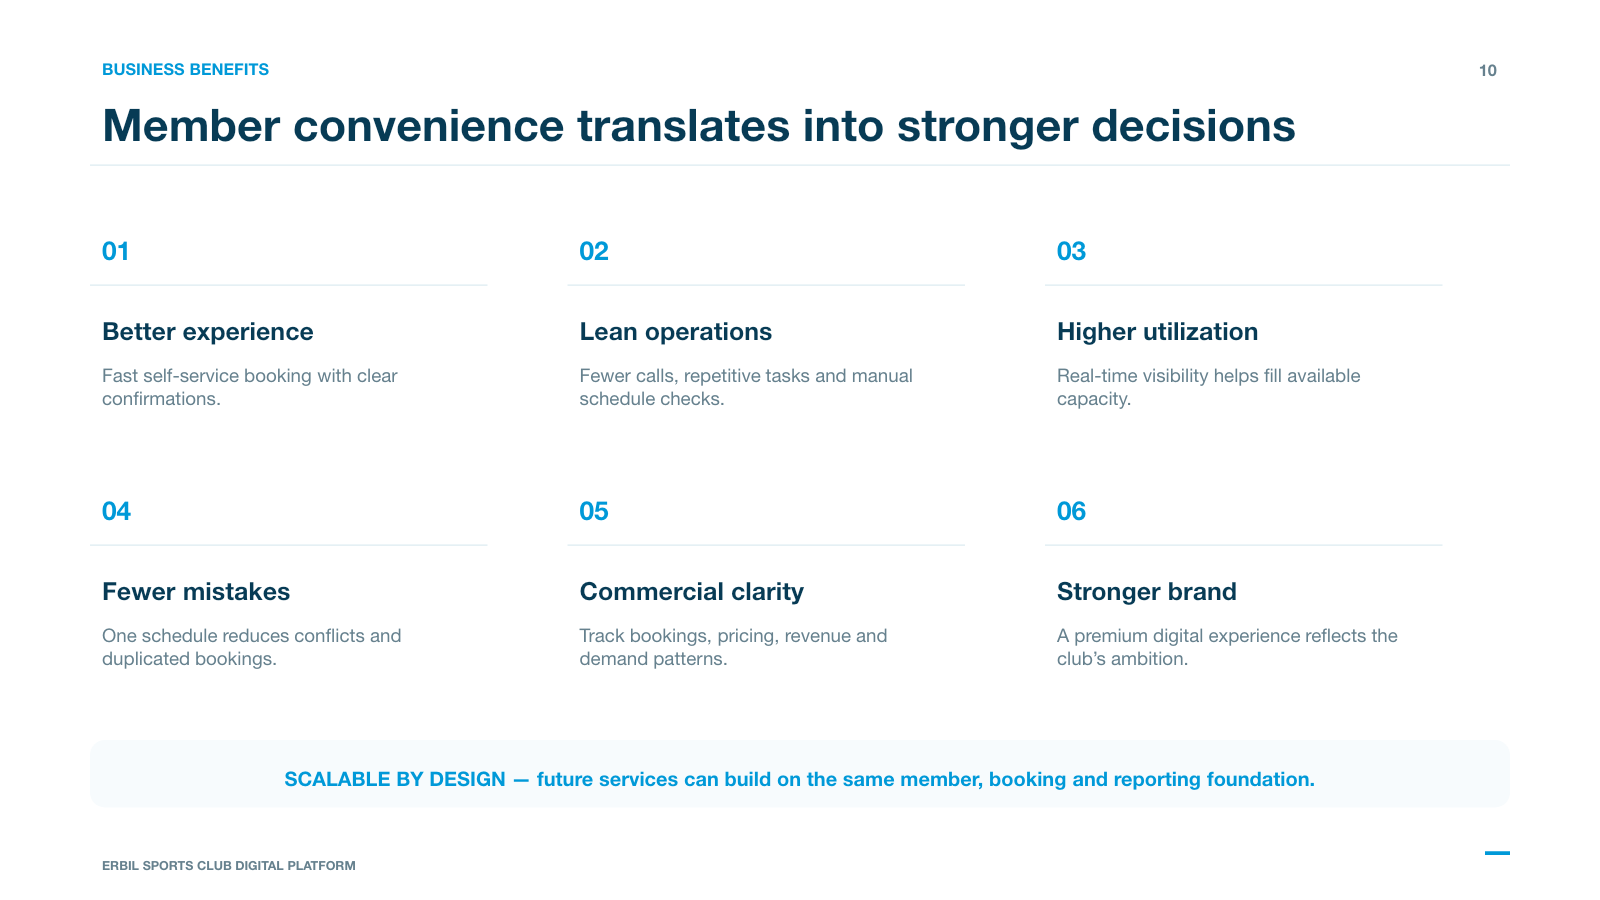 BUSINESS BENEFITS
10
Member convenience translates into stronger decisions
01
Better experience
Fast self-service booking with clear
confirmations.
02
Lean operations
Fewer calls, repetitive tasks and manual
schedule checks.
03
Higher utilization
Real-time visibility helps fill available
capacity.
04
Fewer mistakes
One schedule reduces conflicts and
duplicated bookings.
05
Commercial clarity
Track bookings, pricing, revenue and
demand patterns.
06
Stronger brand
A premium digital experience reflects the
club’s ambition.
SCALABLE BY DESIGN — future services can build on the same member, booking and reporting foundation.
ERBIL SPORTS CLUB DIGITAL PLATFORM